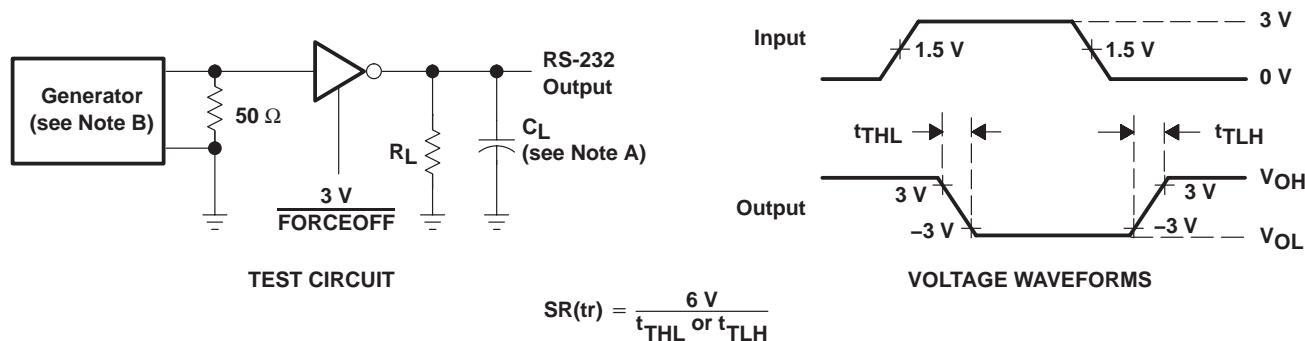 Generator
(see Note B)
50 Ω
3 V
FORCEOFF
RL
CL
(see Note A)
RS-232
Output
TEST CIRCUIT
Input
1.5 V
1.5 V
3 V
0 V
tTHL
tTLH
Output
3 V
–3 V
–3 V
3 V
VOH
VOL
VOLTAGE WAVEFORMS
SR(tr) = 6 V / tTHL or tTLH